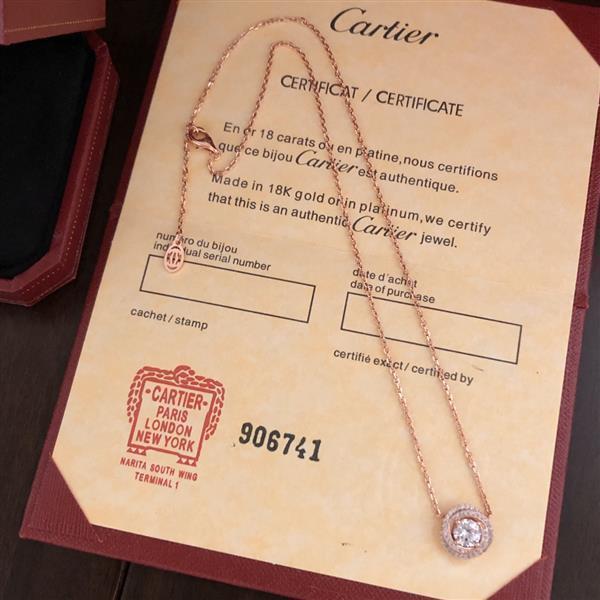 Cartier
CERTIFICAT / CERTIFICATE
En or 18 carats ou en platine, nous certifions
que ce bijou Cartier est authentique.
Made in 18K gold or in platinum, we certify
that this is an authentic Cartier jewel.
numéro du bijou
individual serial number
date d'achat
data of purchase
cachet / stamp
certifié exact / certified by
CARTIER
PARIS
LONDON
NEW YORK
NARITA SOUTH WING
TERMINAL 1
906741